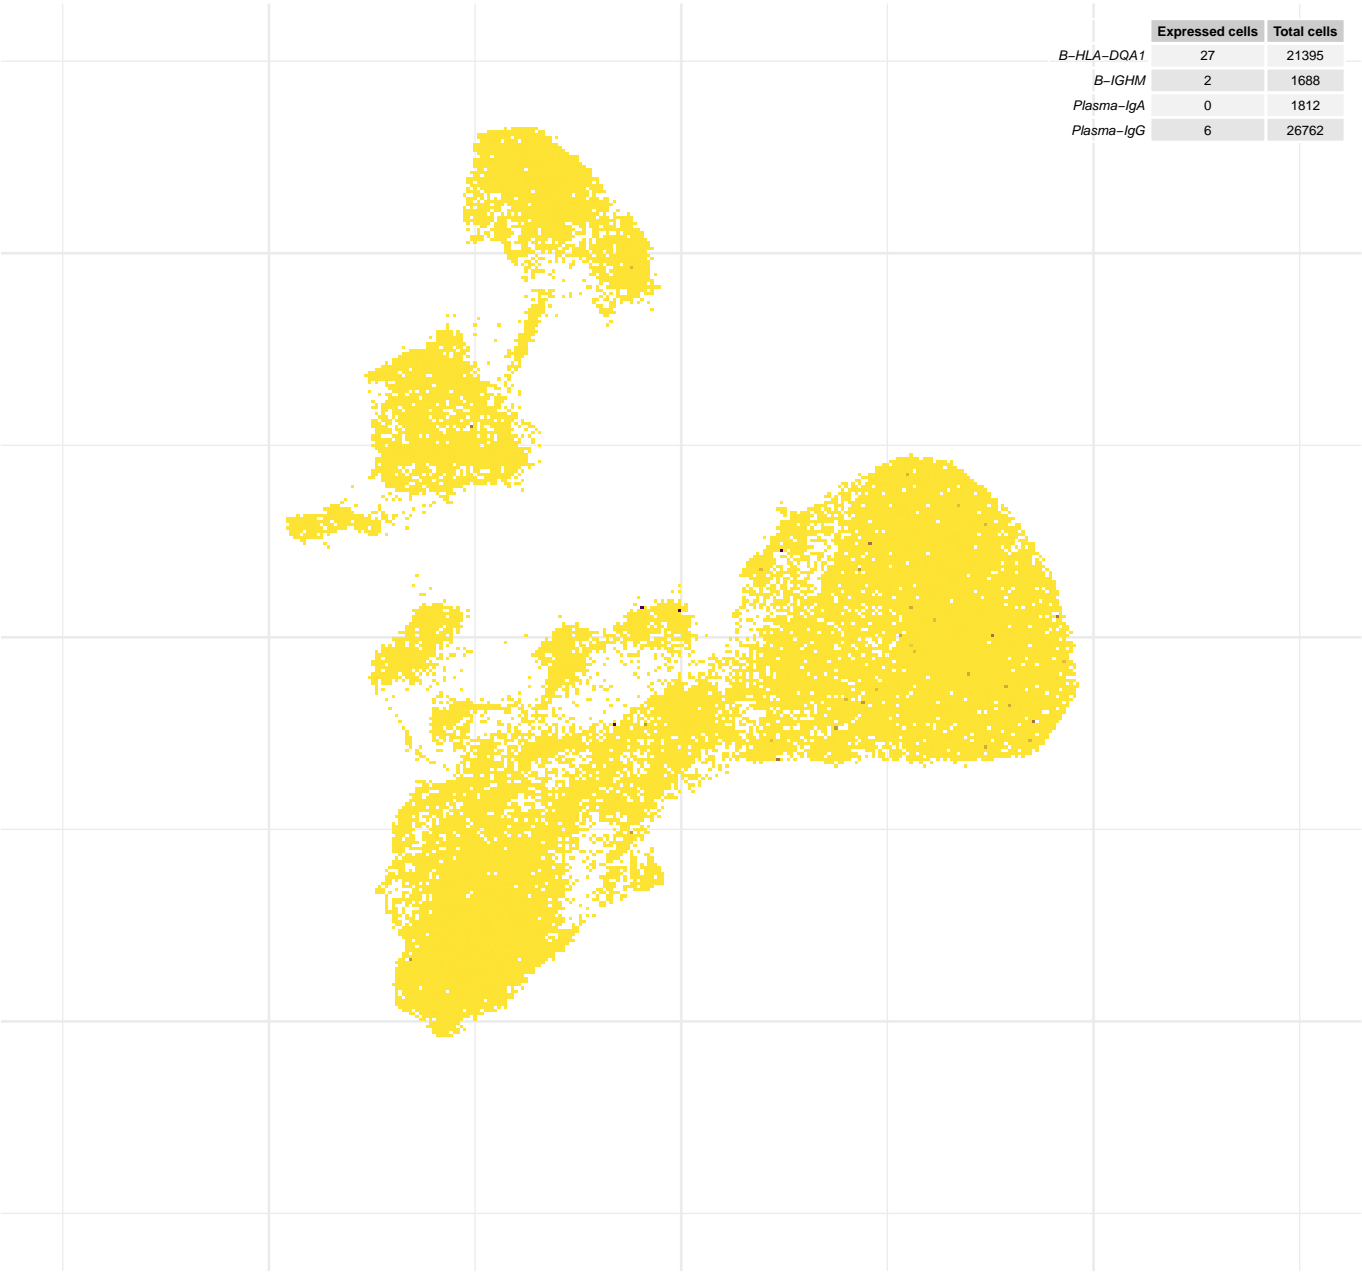 Expressed cells Total cells
B−HLA−DQA1 27 21395
B−IGHM 2 1688
Plasma−IgA 0 1812
Plasma−IgG 6 26762